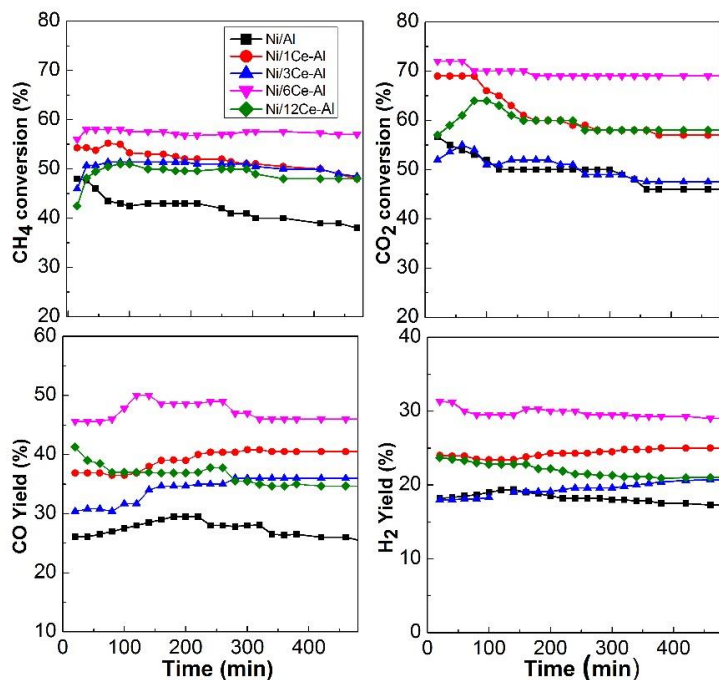 80
70
60
50
40
30
20
CH4 conversion (%)
Ni/Al
Ni/1Ce-Al
Ni/3Ce-Al
Ni/6Ce-Al
Ni/12Ce-Al
80
70
60
50
40
30
20
CO2 conversion (%)
60
50
40
30
20
10
CO Yield (%)
0 100 200 300 400
Time (min)
40
30
20
10
0
H2 Yield (%)
0 100 200 300 400
Time (min)